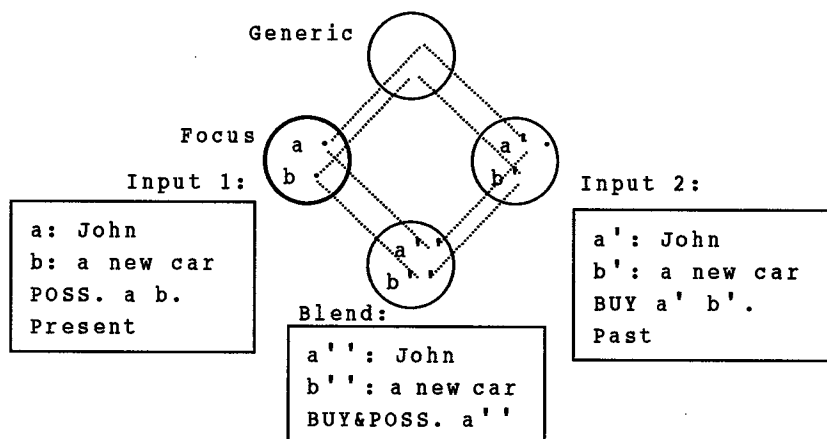 Generic
Focus
a
b
a'
b'
Input 1:
Input 2:
a: John
b: a new car
POSS. a b.
Present
a': John
b': a new car
BUY a' b'.
Past
a''
b''
Blend:
a'': John
b'': a new car
BUY&POSS. a''